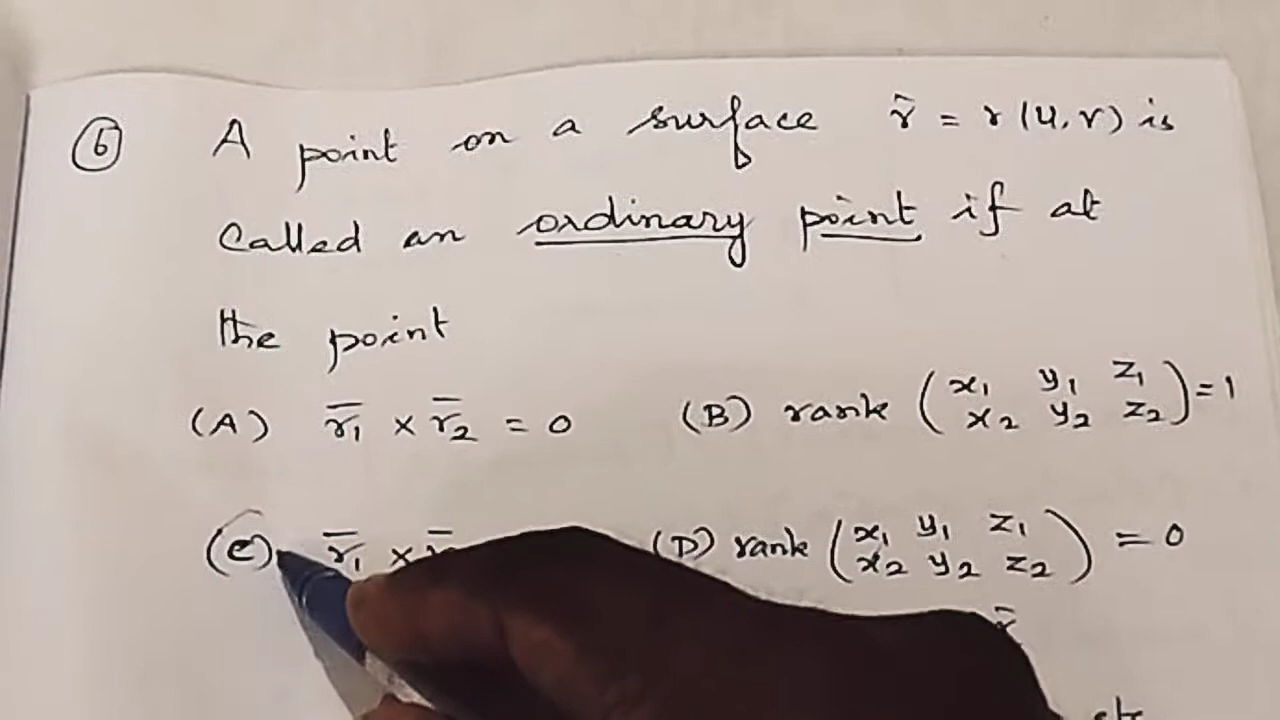 6 A point on a surface r̄ = r(u,v) is
called an ordinary point if at
the point
(A) r̄₁ × r̄₂ = 0 (B) rank (x₁ y₁ z₁ x₂ y₂ z₂) = 1
(C) r̄₁ × (D) rank (x₁ y₁ z₁ x₂ y₂ z₂) = 0